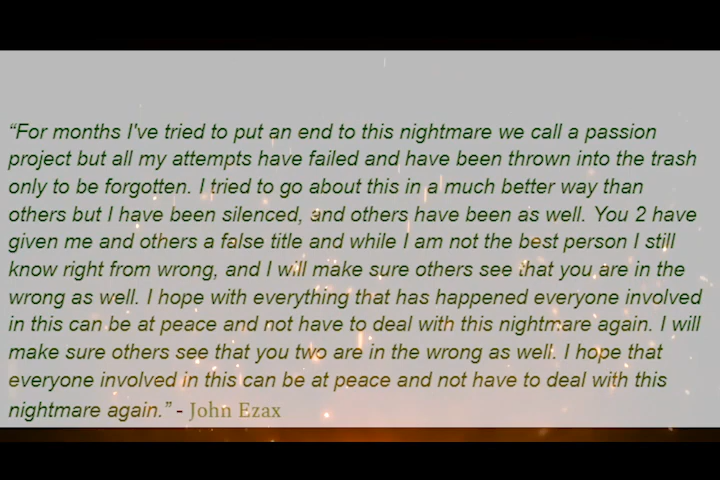 “For months I've tried to put an end to this nightmare we call a passion
project but all my attempts have failed and have been thrown into the trash
only to be forgotten. I tried to go about this in a much better way than
others but I have been silenced, and others have been as well. You 2 have
given me and others a false title and while I am not the best person I still
know right from wrong, and I will make sure others see that you are in the
wrong as well. I hope with everything that has happened everyone involved
in this can be at peace and not have to deal with this nightmare again. I will
make sure others see that you two are in the wrong as well. I hope that
everyone involved in this can be at peace and not have to deal with this
nightmare again.” - John Ezax